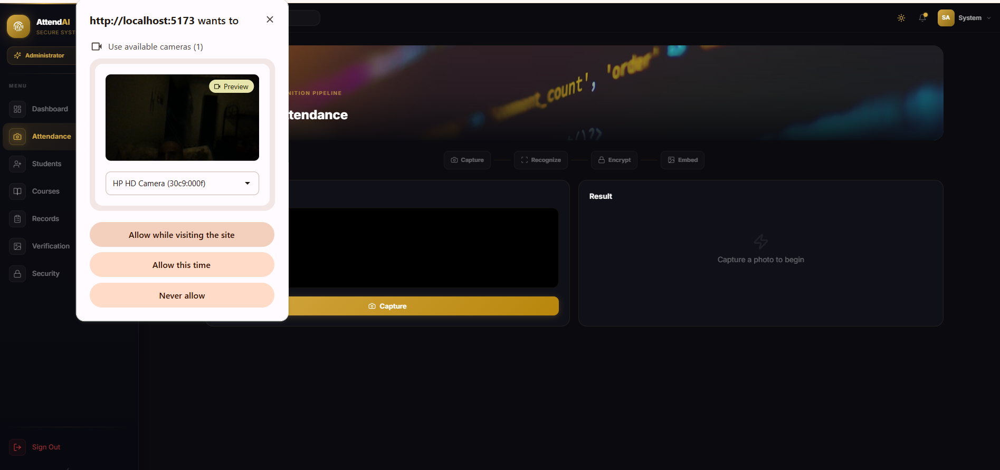 AttendAI
SECURE SYST
Administrator
MENU
Dashboard
Attendance
Students
Courses
Records
Verification
Security
Sign Out
http://localhost:5173 wants to
Use available cameras (1)
Preview
HP HD Camera (30c9:000f)
Allow while visiting the site
Allow this time
Never allow
System
SA
NITION PIPELINE
ttendance
count', 'order'
Capture
Recognize
Encrypt
Embed
Capture
Result
Capture a photo to begin